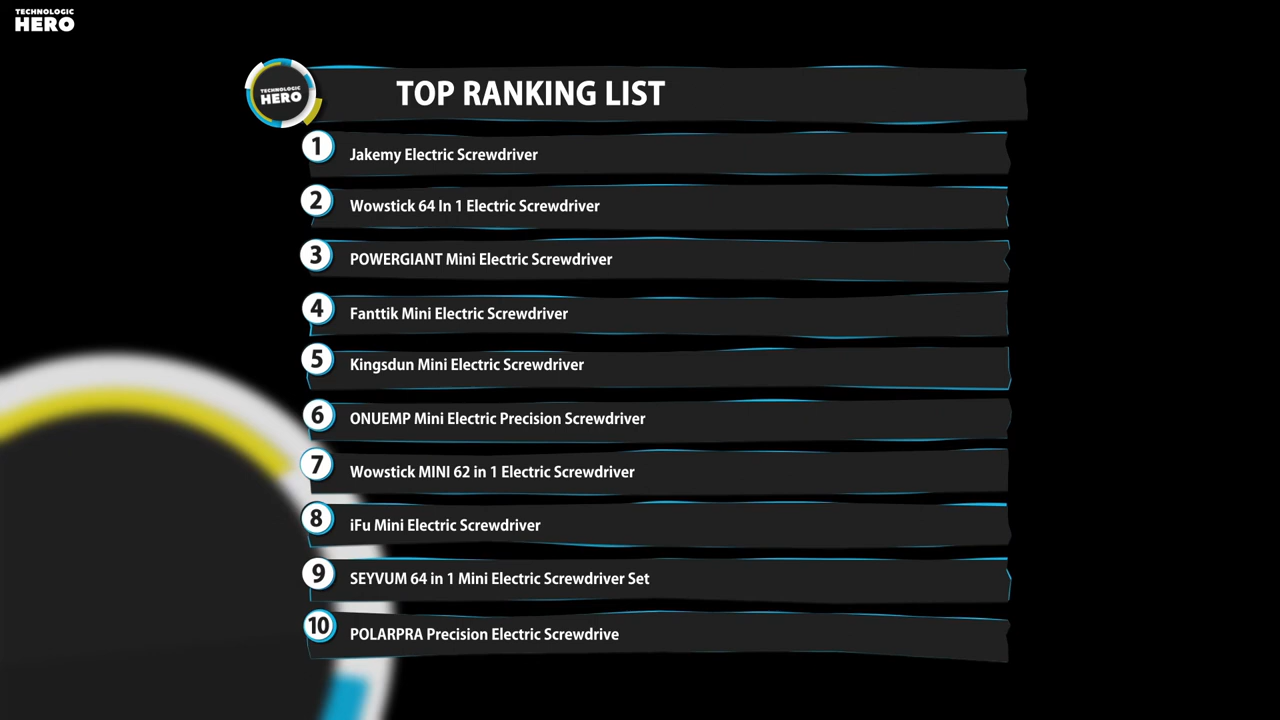 TECHNOLOGIC
HERO
TECHNOLOGIC
HERO
TOP RANKING LIST
1 Jakemy Electric Screwdriver
2 Wowstick 64 In 1 Electric Screwdriver
3 POWERGIANT Mini Electric Screwdriver
4 Fanttik Mini Electric Screwdriver
5 Kingsdun Mini Electric Screwdriver
6 ONUEMP Mini Electric Precision Screwdriver
7 Wowstick MINI 62 in 1 Electric Screwdriver
8 iFu Mini Electric Screwdriver
9 SEYVUM 64 in 1 Mini Electric Screwdriver Set
10 POLARPRA Precision Electric Screwdrive